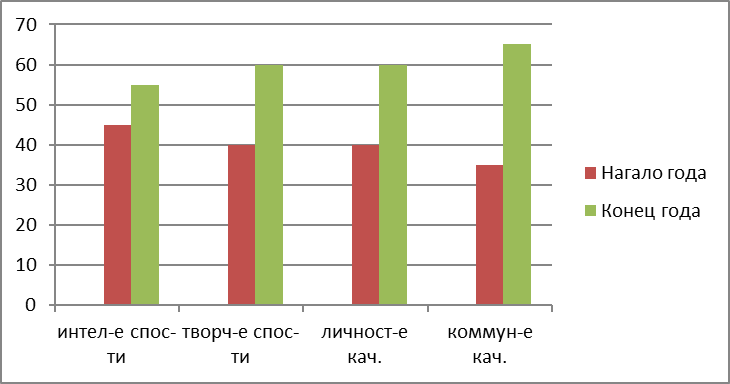 70
60
50
40
30
20
10
0
интел-е спос-
ти
творч-е спос-
ти
личност-е
кач.
коммун-е
кач.
Нагало года
Конец года